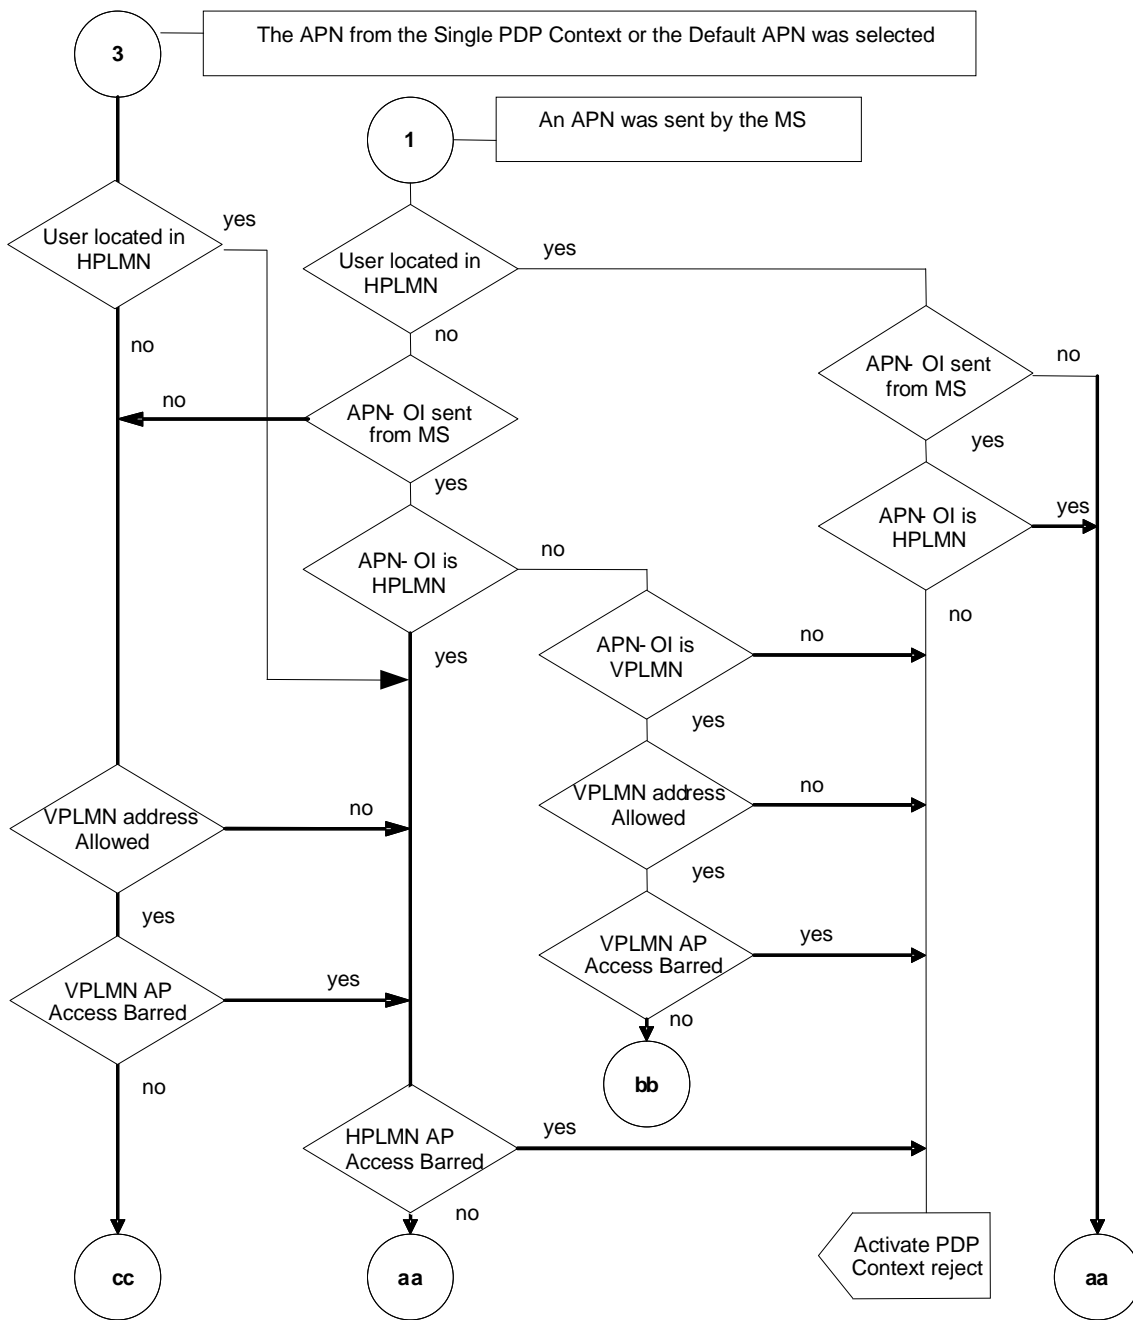 3
The APN from the Single PDP Context or the Default APN was selected
1
An APN was sent by the MS
User located in
HPLMN
yes
no
User located in
HPLMN
yes
no
APN- OI sent
from MS
no
yes
APN- OI sent
from MS
no
yes
APN- OI is
HPLMN
yes
no
APN- OI is
HPLMN
no
yes
APN- OI is
VPLMN
no
yes
VPLMN address
Allowed
no
yes
VPLMN address
Allowed
no
yes
VPLMN AP
Access Barred
yes
no
VPLMN AP
Access Barred
yes
no
bb
HPLMN AP
Access Barred
yes
no
cc
aa
Activate PDP
Context reject
aa